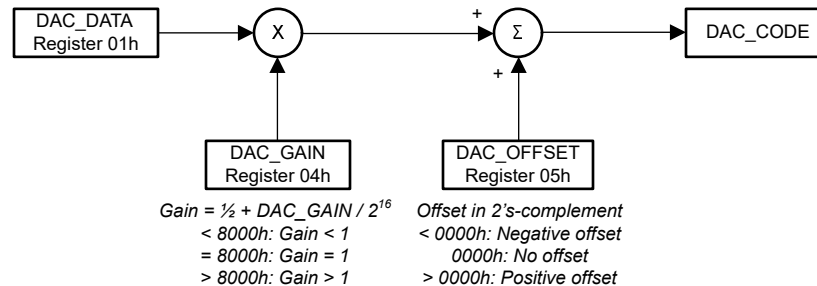 DAC_DATA
Register 01h
X
+
Σ
+
DAC_CODE
DAC_GAIN
Register 04h
DAC_OFFSET
Register 05h
Gain = ½ + DAC_GAIN / 2¹⁶
< 8000h: Gain < 1
= 8000h: Gain = 1
> 8000h: Gain > 1
Offset in 2's-complement
< 0000h: Negative offset
0000h: No offset
> 0000h: Positive offset